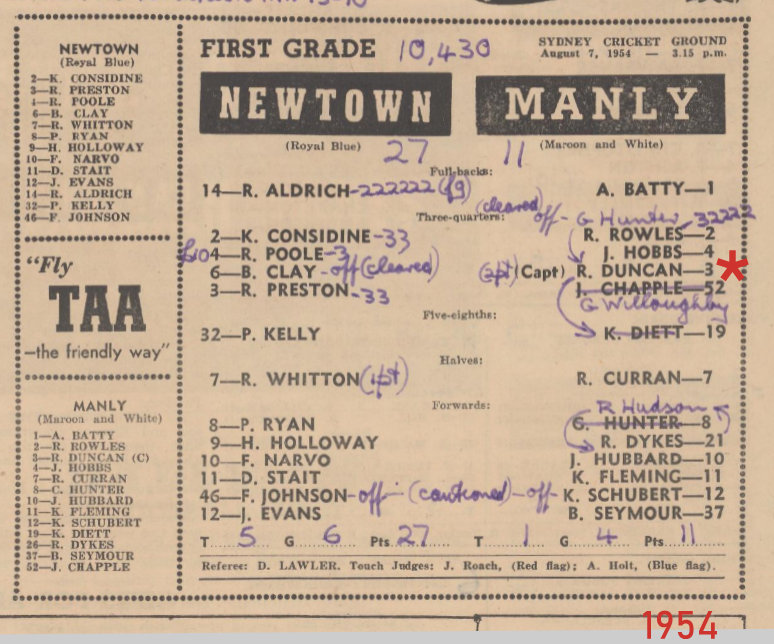 NEWTOWN
(Royal Blue)
2—K. CONSIDINE
3—R. PRESTON
4—R. POOLE
6—B. CLAY
7—R. WHITTON
8—P. RYAN
9—H. HOLLOWAY
10—F. NARVO
11—D. STAIT
12—J. EVANS
14—R. ALDRICH
32—P. KELLY
46—F. JOHNSON
"Fly
TAA
—the friendly way"
MANLY
(Maroon and White)
1—A. BATTY
2—R. ROWLES
3—R. DUNCAN (C)
4—J. HOBBS
7—R. CURRAN
8—C. HUNTER
10—J. HUBBARD
11—K. FLEMING
12—K. SCHUBERT
19—K. DIETT
26—R. DYKES
37—B. SEYMOUR
52—J. CHAPPLE
FIRST GRADE 10,430
SYDNEY CRICKET GROUND
August 7, 1954 — 3.15 p.m.
NEWTOWN MANLY
(Royal Blue) 27 11 (Maroon and White)
Full-backs:
14—R. ALDRICH-222222 A. BATTY—1
(cleared) off- G Hunter 32222
Three-quarters:
2—K. CONSIDINE-33 R. ROWLES—2
4—R. POOLE-3 J. HOBBS—4
6—B. CLAY-off (cleared) (Capt) R. DUNCAN—3 *
3—R. PRESTON-33 J. CHAPPLE—52
G Willoughby
Five-eighths:
32—P. KELLY K. DIETT—19
Halves:
7—R. WHITTON R. CURRAN—7
Forwards: R Hudson
8—P. RYAN G. HUNTER—8
9—H. HOLLOWAY R. DYKES—21
10—F. NARVO J. HUBBARD—10
11—D. STAIT K. FLEMING—11
46—F. JOHNSON-off-(cautioned)-off- K. SCHUBERT—12
12—J. EVANS B. SEYMOUR—37
T 5 G 6 Pts 27 T 1 G 4 Pts 11
Referee: D. LAWLER. Touch Judges: J. Roach, (Red flag); A. Holt, (Blue flag).
1954